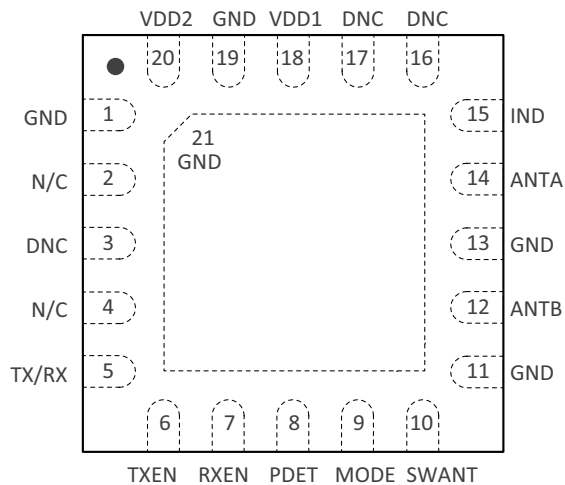 VDD2 GND VDD1 DNC DNC
20 19 18 17 16
GND 1 15 IND
21
GND
N/C 2 14 ANTA
DNC 3 13 GND
N/C 4 12 ANTB
TX/RX 5 11 GND
6 7 8 9 10
TXEN RXEN PDET MODE SWANT